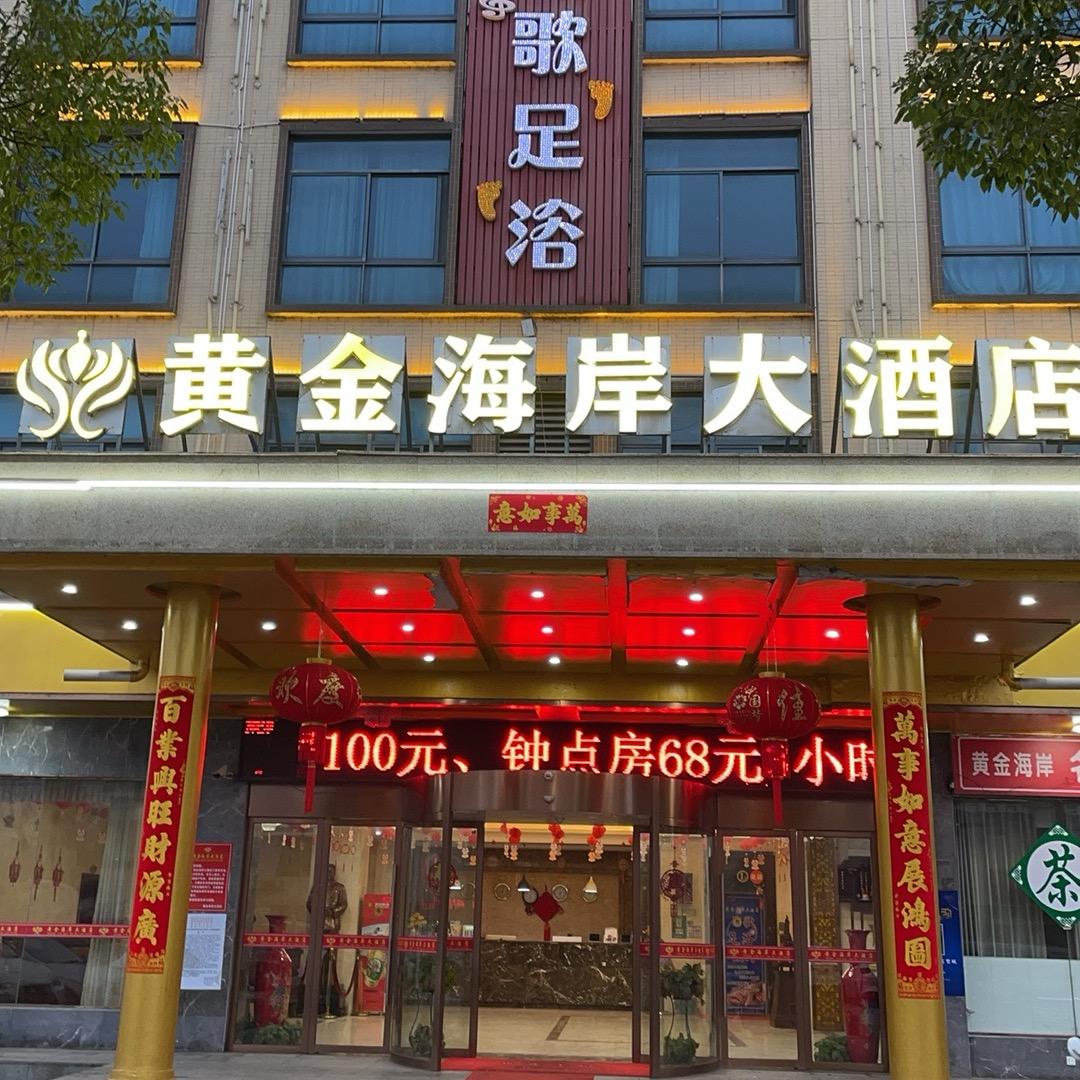 歌足浴
黄金海岸大酒店
萬事如意
欢度
100元、钟点房68元
小时
百業興旺財源廣
萬事如意展鴻圖
黄金海岸
茶